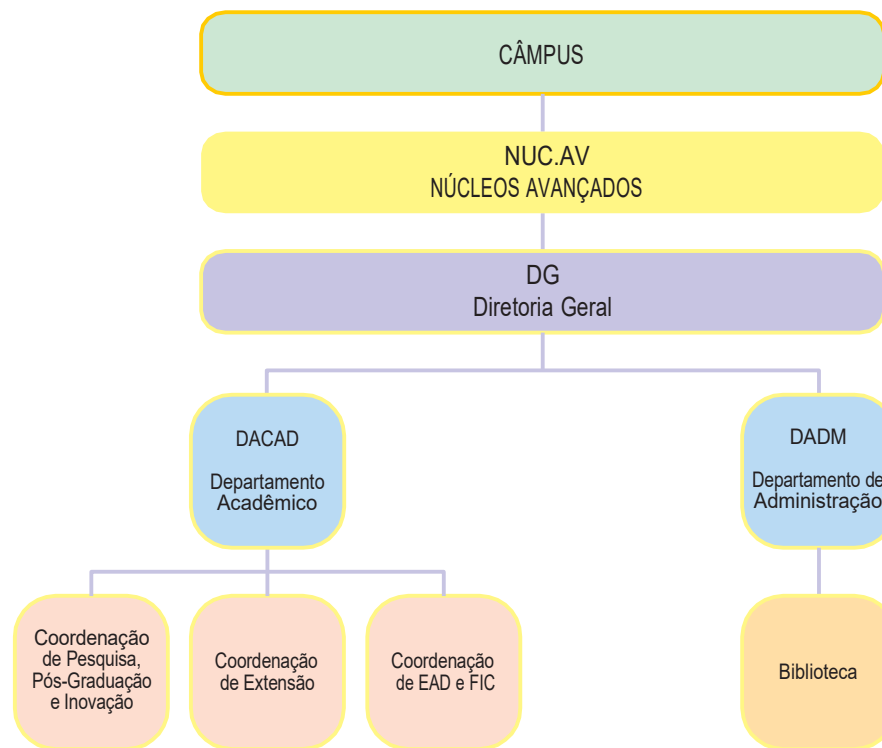 CÂMPUS
NUC.AV
NÚCLEOS AVANÇADOS
DG
Diretoria Geral
DACAD
Departamento
Acadêmico
DADM
Departamento de
Administração
Coordenação
de Pesquisa,
Pós-Graduação
e Inovação
Coordenação
de Extensão
Coordenação
de EAD e FIC
Biblioteca